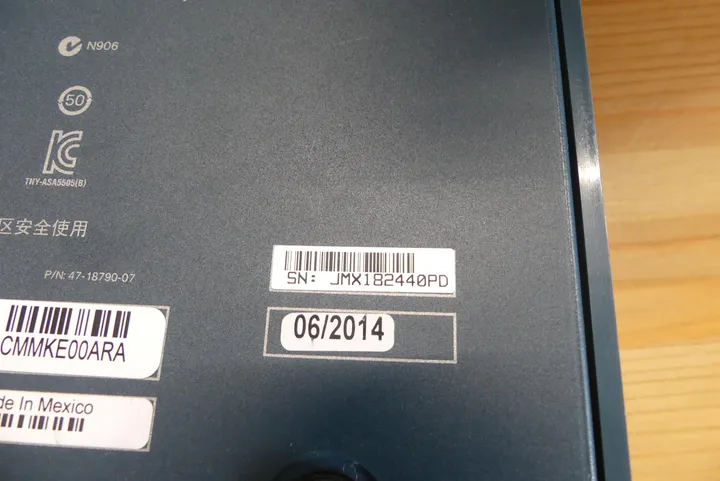 N906
50
TNY-ASA5505(B)
区安全使用
P/N: 47-18790-07
SN: JMX182440PD
06/2014
CMMKE00ARA
de In Mexico